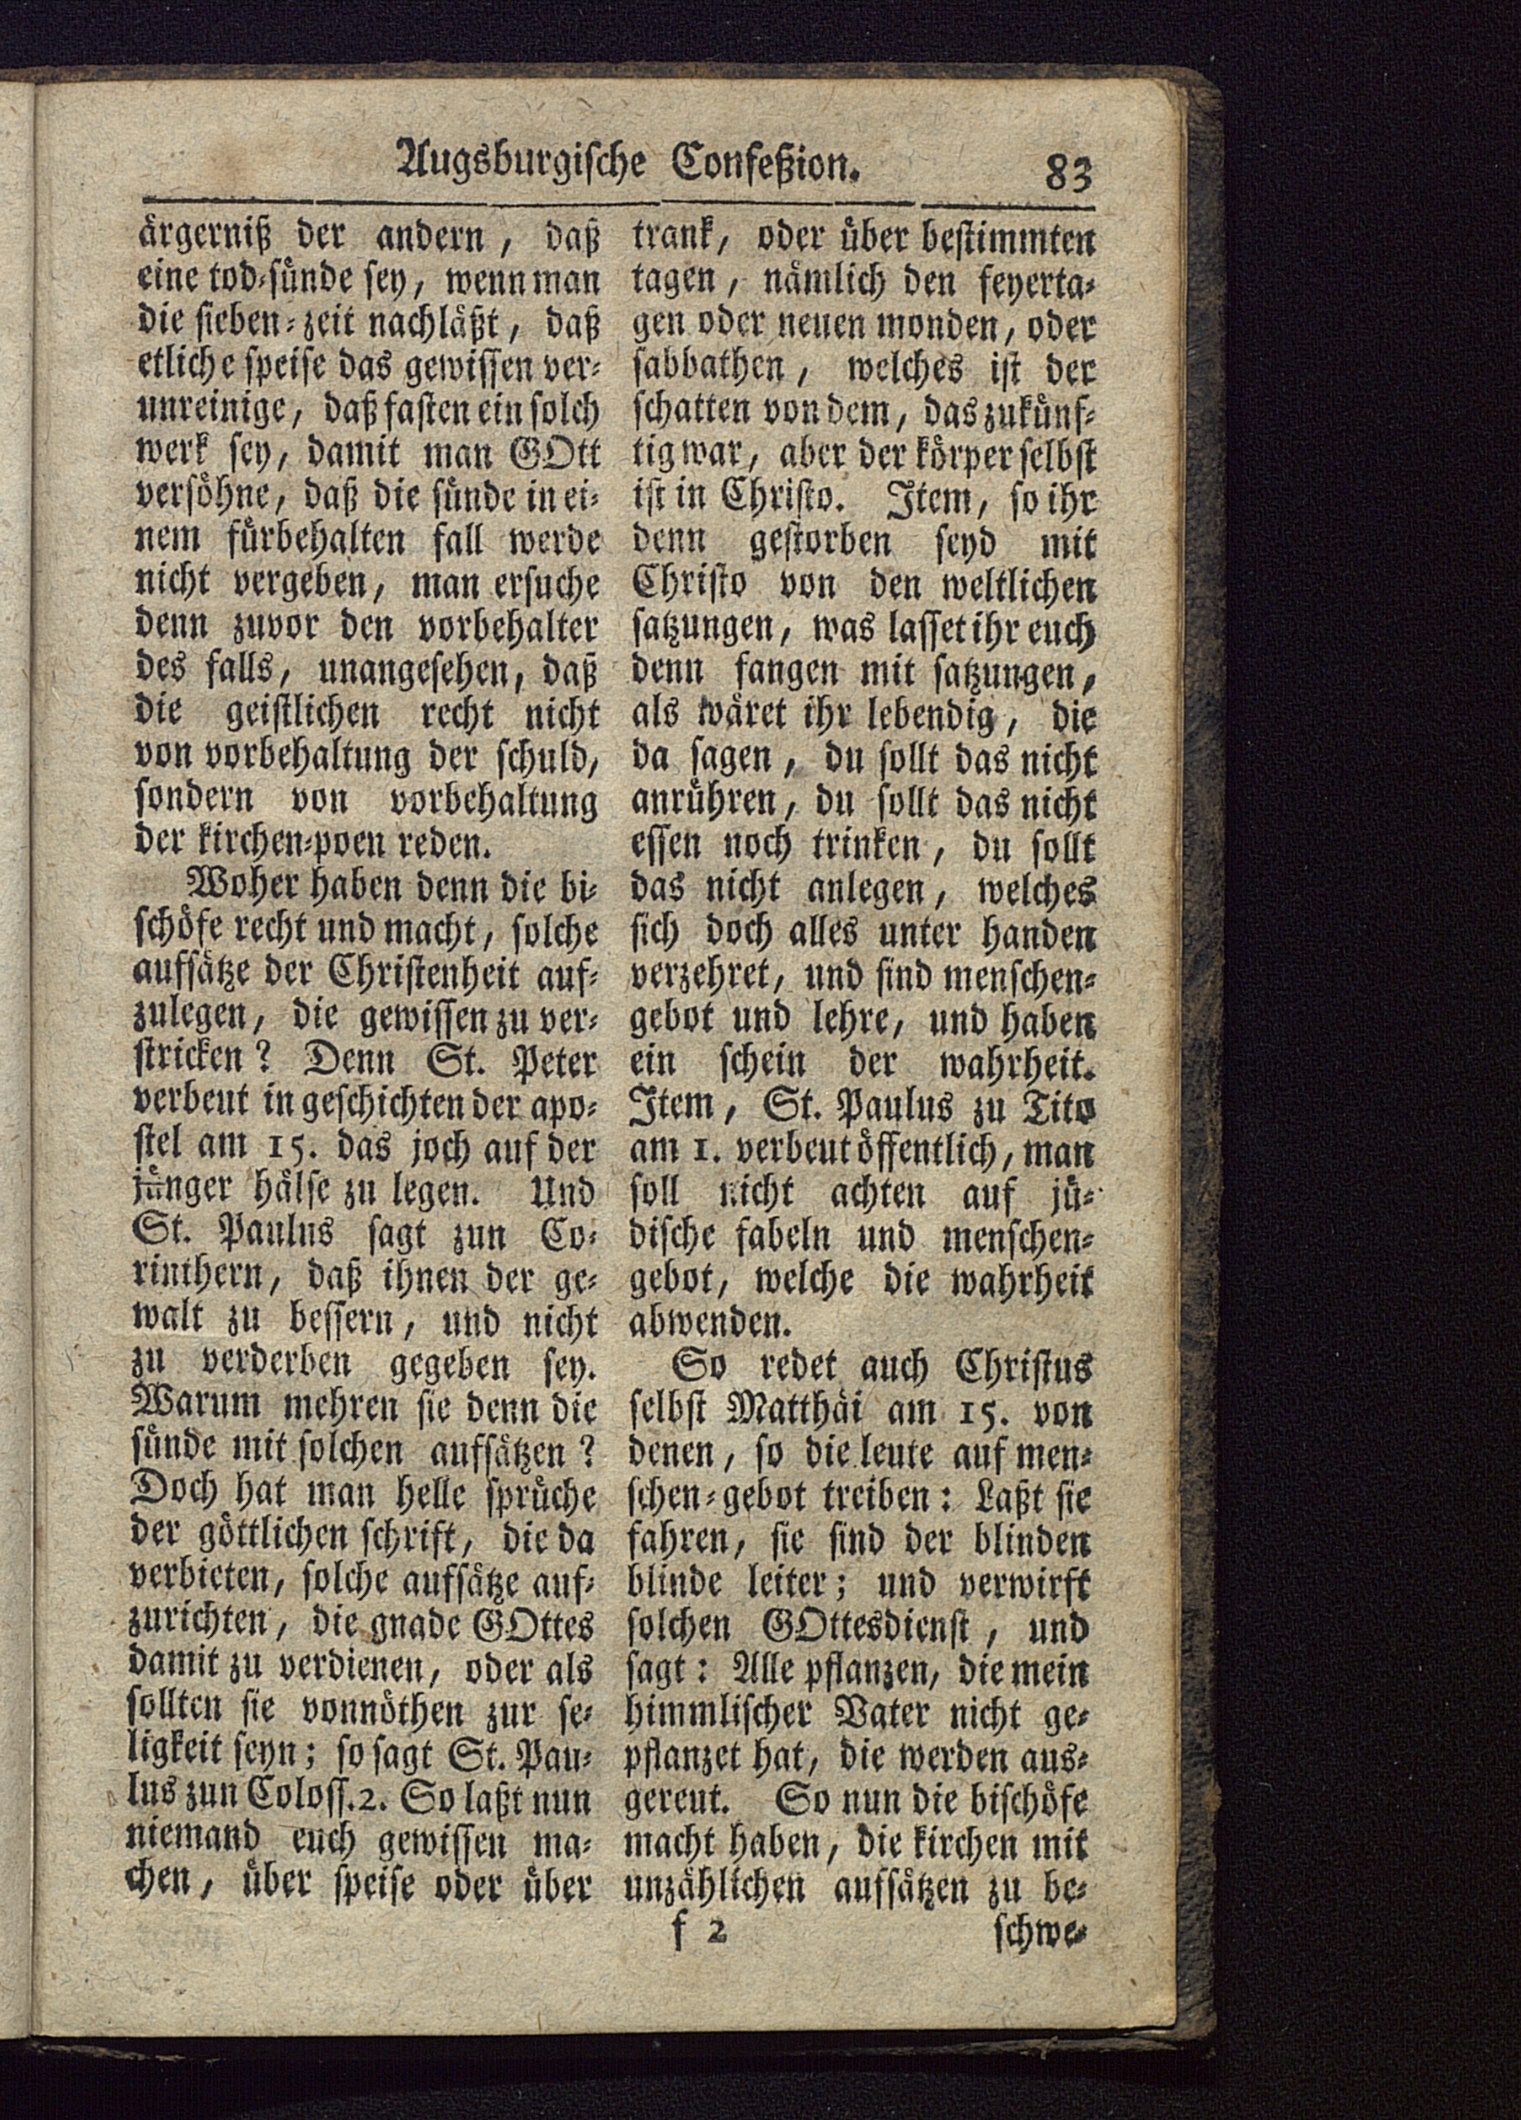 Augsburgische Confeßion. 83
ärgerniß der andern, daß
eine tod-sünde sey, wenn man
die sieben-zeit nachläßt, daß
etliche speise das gewissen ver-
unreinige, daß fasten ein solch
werk sey, damit man GOtt
versöhne, daß die sünde in ei-
nem fürbehalten fall werde
nicht vergeben, man ersuche
denn zuvor den vorbehalter
des falls, unangesehen, daß
die geistlichen recht nicht
von vorbehaltung der schuld,
sondern von vorbehaltung
der kirchen-poen reden.
Woher haben denn die bi-
schöfe recht und macht, solche
aufsätze der Christenheit auf-
zulegen, die gewissen zu ver-
stricken? Denn St. Peter
verbeut in geschichten der apo-
stel am 15. das joch auf der
jünger hälse zu legen. Und
St. Paulus sagt zun Co-
rinthern, daß ihnen der ge-
walt zu bessern, und nicht
zu verderben gegeben sey.
Warum mehren sie denn die
sünde mit solchen aufsätzen?
Doch hat man helle sprüche
der göttlichen schrift, die da
verbieten, solche aufsätze auf-
zurichten, die gnade GOttes
damit zu verdienen, oder als
sollten sie vonnöthen zur se-
ligkeit seyn; so sagt St. Pau-
lus zun Coloss. 2. So laßt nun
niemand euch gewissen ma-
chen, über speise oder über
trank, oder über bestimmten
tagen, nämlich den feyerta-
gen oder neuen monden, oder
sabbathen, welches ist der
schatten von dem, das zukünf-
tig war, aber der körper selbst
ist in Christo. Item, so ihr
denn gestorben seyd mit
Christo von den weltlichen
satzungen, was lasset ihr euch
denn fangen mit satzungen,
als wäret ihr lebendig, die
da sagen, du sollt das nicht
anrühren, du sollt das nicht
essen noch trinken, du sollt
das nicht anlegen, welches
sich doch alles unter handen
verzehret, und sind menschen-
gebot und lehre, und haben
ein schein der wahrheit.
Item, St. Paulus zu Tito
am 1. verbeut öffentlich, man
soll nicht achten auf jü-
dische fabeln und menschen-
gebot, welche die wahrheit
abwenden.
So redet auch Christus
selbst Matthäi am 15. von
denen, so die leute auf men-
schen-gebot treiben: Laßt sie
fahren, sie sind der blinden
blinde leiter; und verwirft
solchen GOttesdienst, und
sagt: Alle pflanzen, die mein
himmlischer Vater nicht ge-
pflanzet hat, die werden aus-
gereut. So nun die bischöfe
macht haben, die kirchen mit
unzählichen aufsätzen zu be-
f 2 schwe-